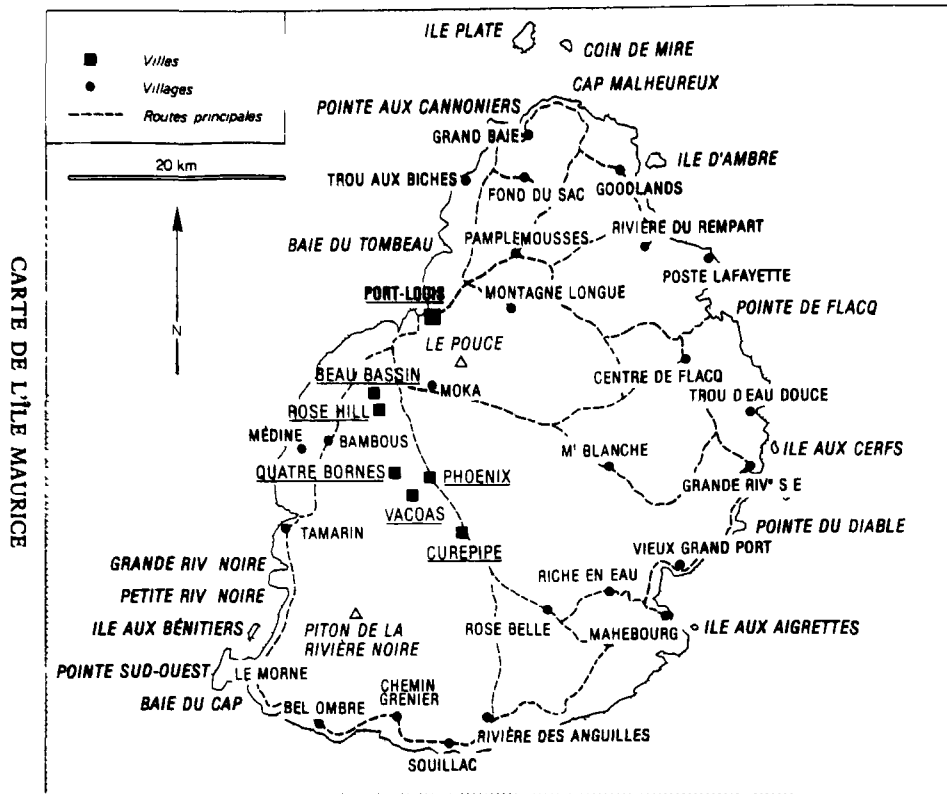 CARTE DE L'ÎLE MAURICE
Villes
Villages
Routes principales
20 km
N
ILE PLATE
COIN DE MIRE
CAP MALHEUREUX
POINTE AUX CANNONIERS
GRAND BAIE
ILE D'AMBRE
TROU AUX BICHES
FOND DU SAC
GOODLANDS
RIVIÈRE DU REMPART
BAIE DU TOMBEAU
PAMPLEMOUSSES
POSTE LAFAYETTE
PORT-LOUIS
MONTAGNE LONGUE
POINTE DE FLACQ
LE POUCE
BEAU BASSIN
MOKA
CENTRE DE FLACQ
ROSE HILL
TROU D'EAU DOUCE
MÉDINE
BAMBOUS
Mt BLANCHE
ILE AUX CERFS
QUATRE BORNES
PHOENIX
GRANDE RIVe S E
VACOAS
TAMARIN
POINTE DU DIABLE
CUREPIPE
VIEUX GRAND PORT
GRANDE RIV NOIRE
RICHE EN EAU
PETITE RIV NOIRE
ROSE BELLE
MAHEBOURG
ILE AUX AIGRETTES
ILE AUX BÉNITIERS
PITON DE LA
RIVIÈRE NOIRE
POINTE SUD-OUEST
LE MORNE
BAIE DU CAP
BEL OMBRE
CHEMIN
GRENIER
RIVIÈRE DES ANGUILLES
SOUILLAC